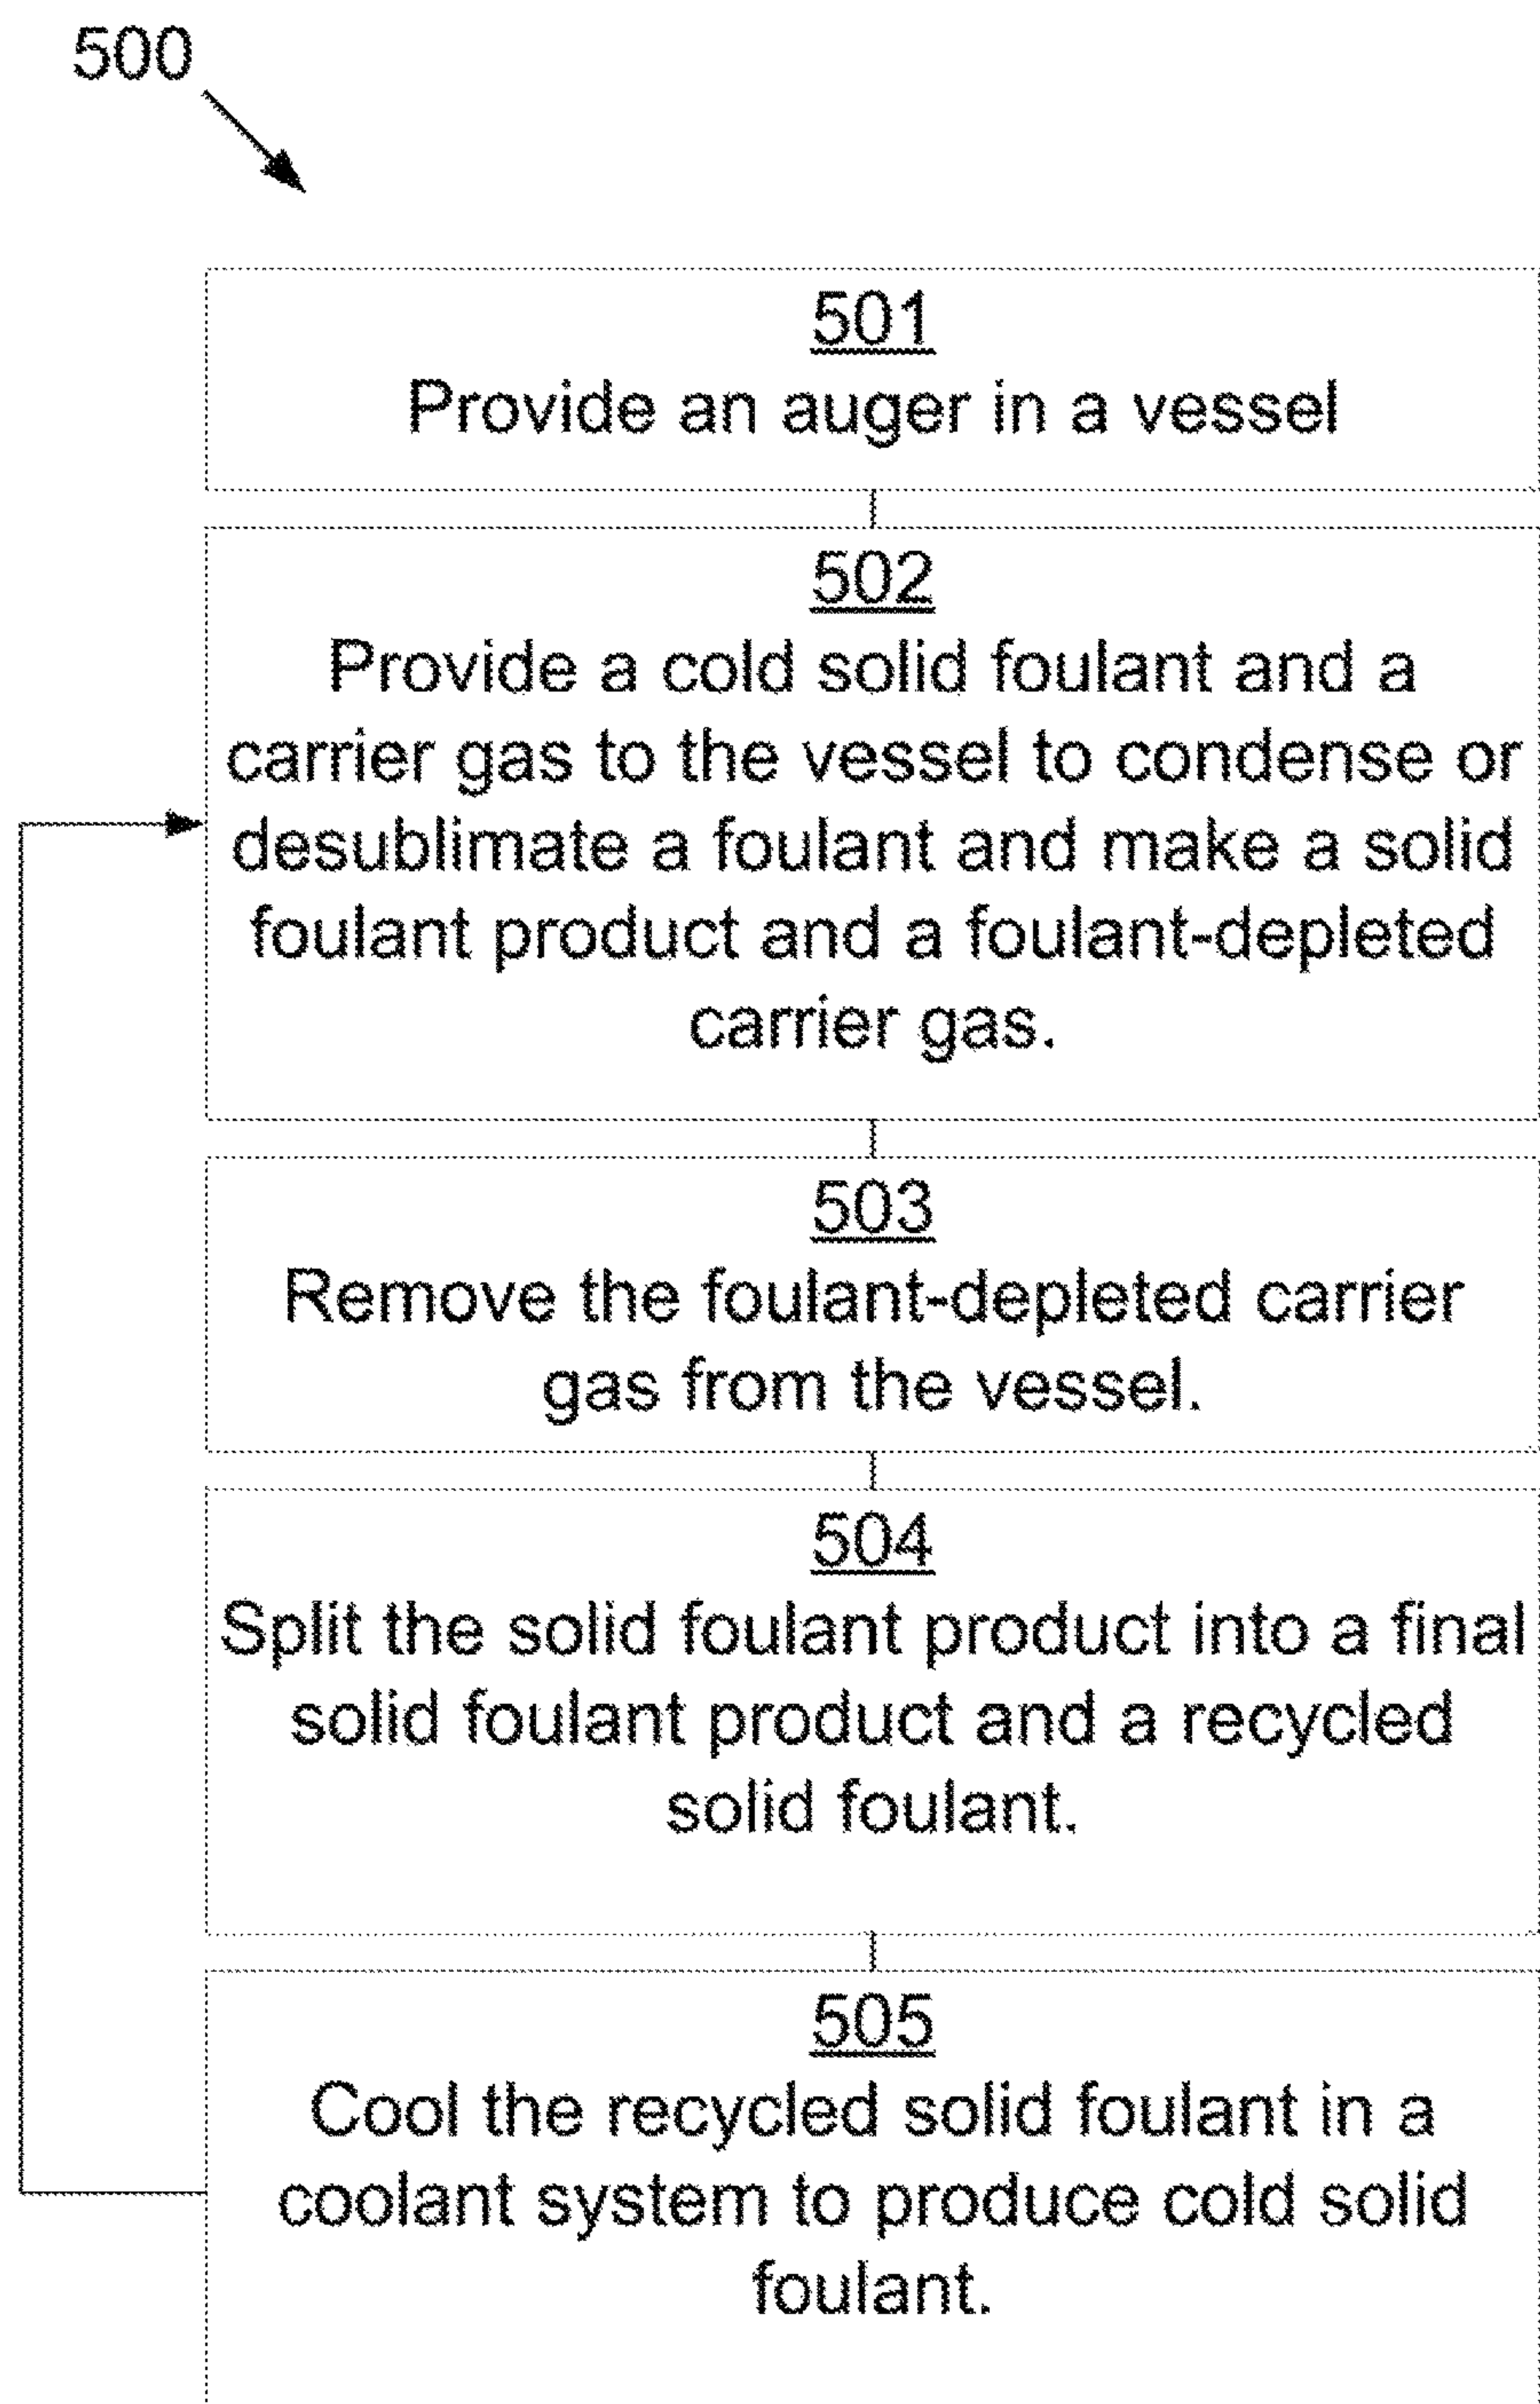 500
501
Provide an auger in a vessel
502
Provide a cold solid foulant and a
carrier gas to the vessel to condense or
desublimate a foulant and make a solid
foulant product and a foulant-depleted
carrier gas.
503
Remove the foulant-depleted carrier
gas from the vessel.
504
Split the solid foulant product into a final
solid foulant product and a recycled
solid foulant.
505
Cool the recycled solid foulant in a
coolant system to produce cold solid
foulant.